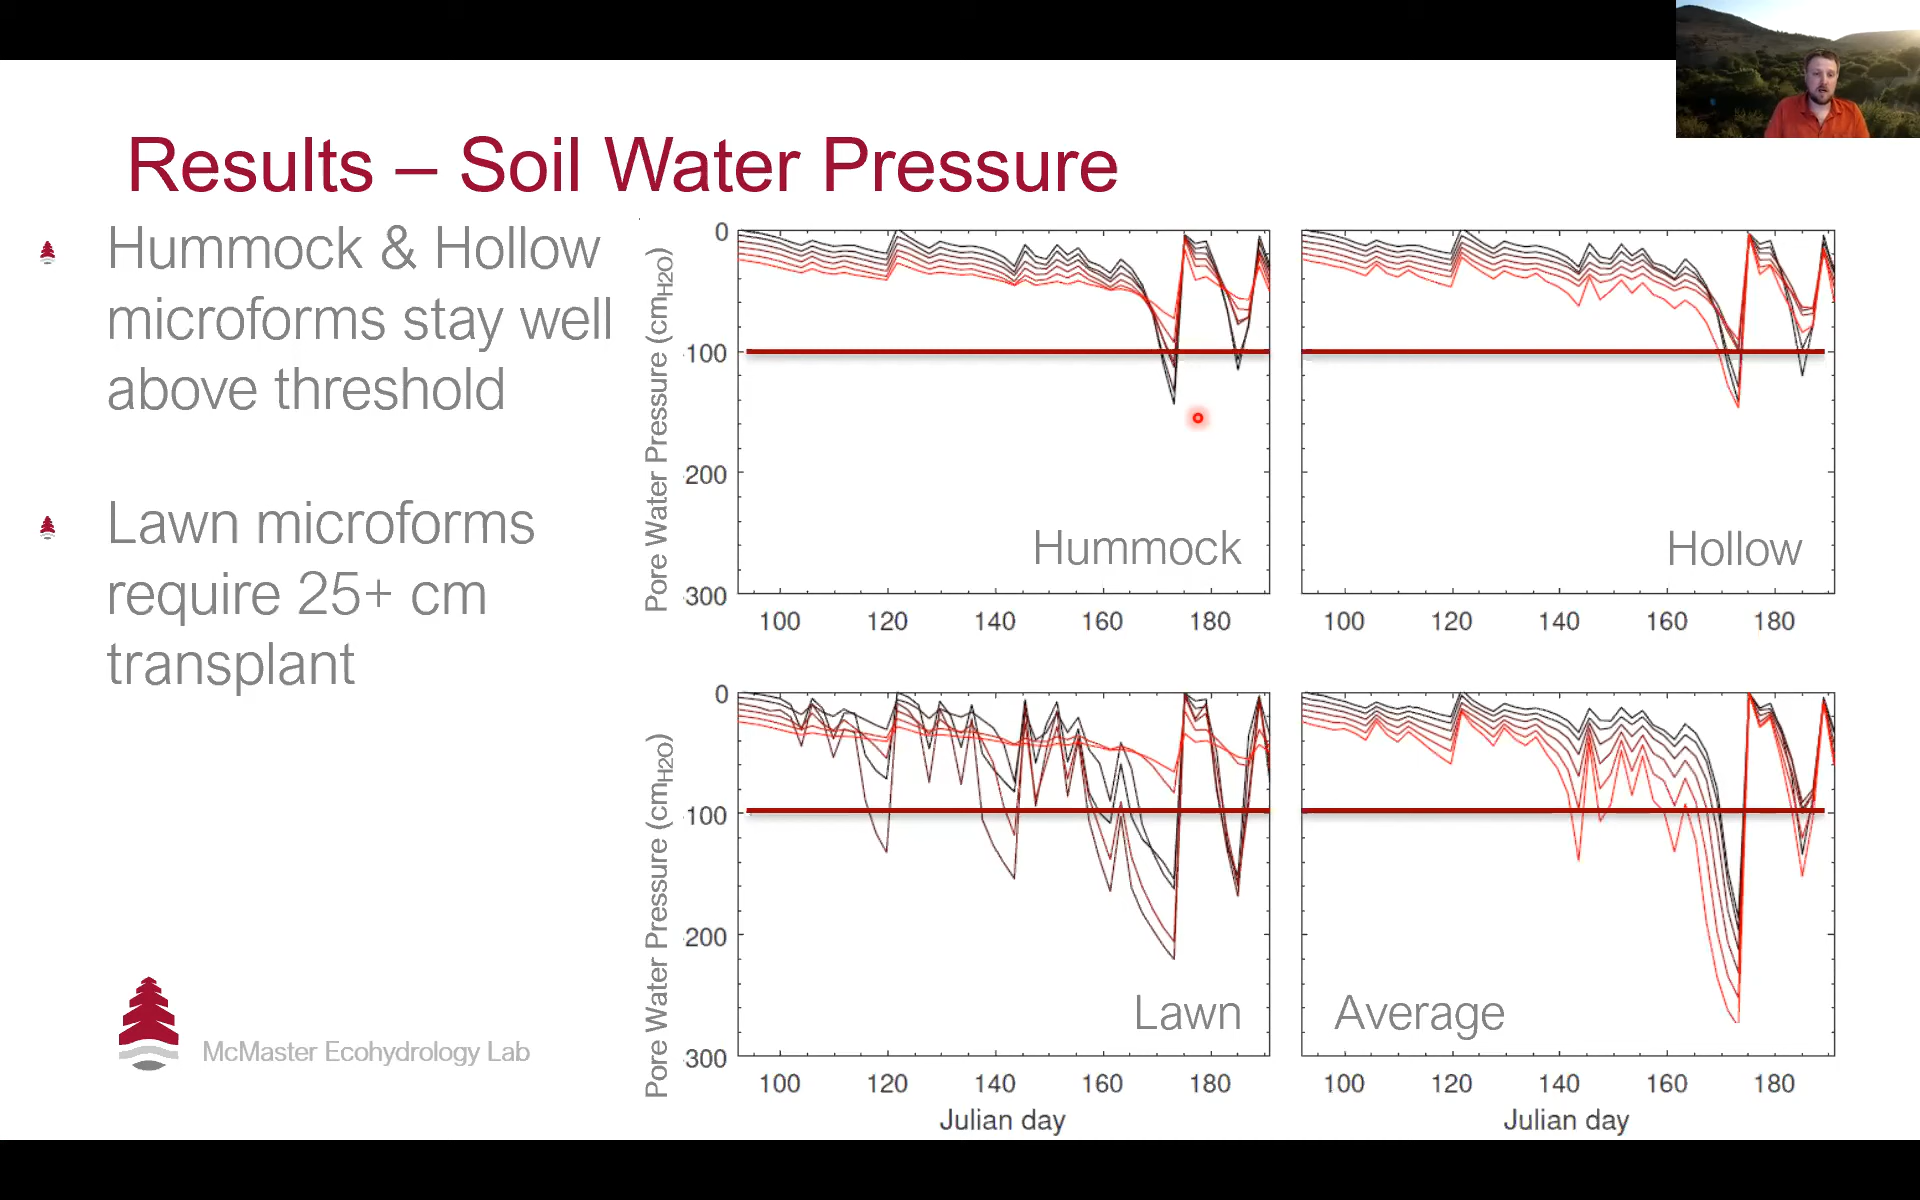 Results – Soil Water Pressure
Hummock & Hollow
microforms stay well
above threshold
Lawn microforms
require 25+ cm
transplant
McMaster Ecohydrology Lab
Pore Water Pressure (cmH2O)
0
100
200
300
Hummock
100 120 140 160 180
Hollow
100 120 140 160 180
Pore Water Pressure (cmH2O)
0
100
200
300
Lawn
100 120 140 160 180
Julian day
Average
100 120 140 160 180
Julian day